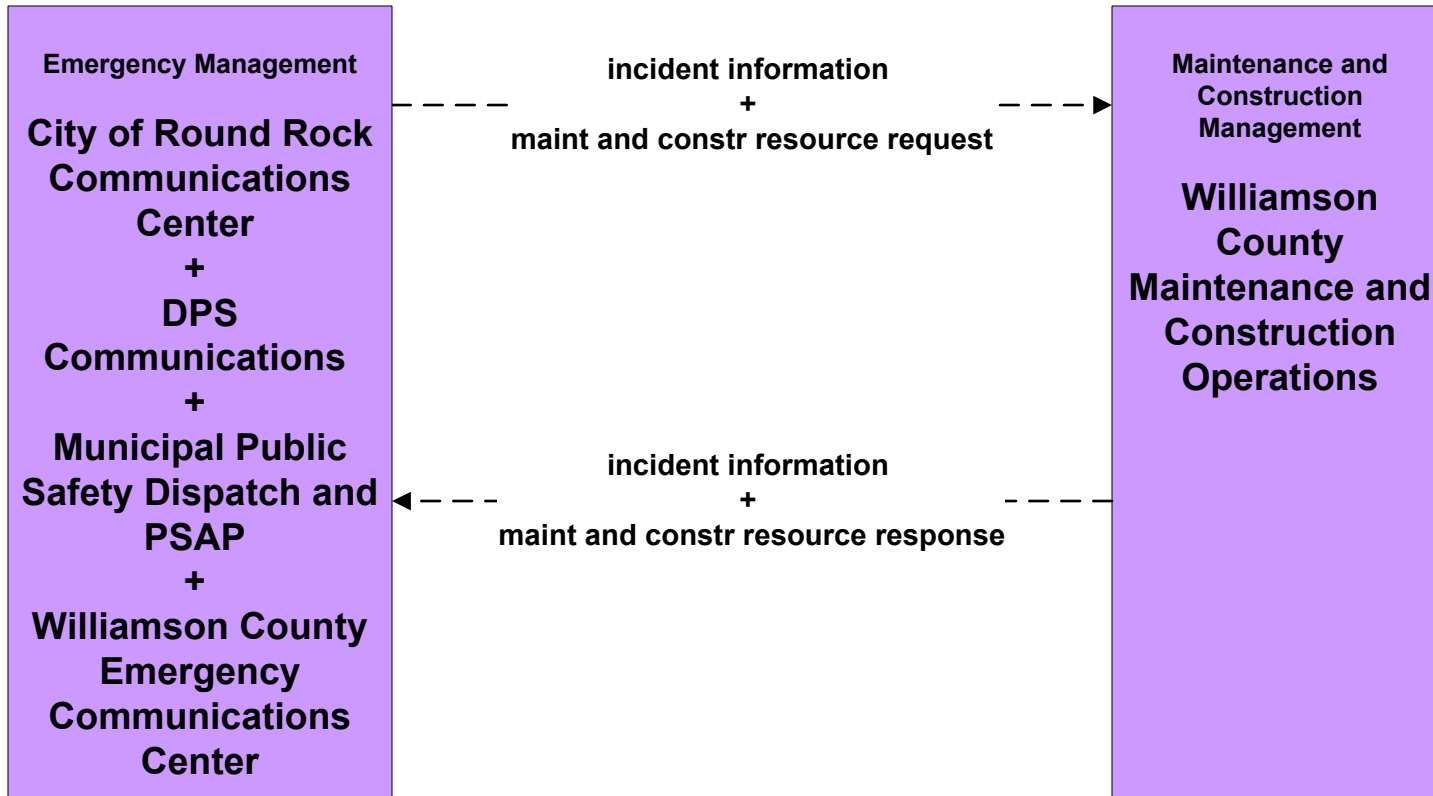 Emergency Management
City of Round Rock
Communications
Center
+
DPS
Communications
+
Municipal Public
Safety Dispatch and
PSAP
+
Williamson County
Emergency
Communications
Center
incident information
+
maint and constr resource request
incident information
+
maint and constr resource response
Maintenance and
Construction
Management
Williamson
County
Maintenance and
Construction
Operations